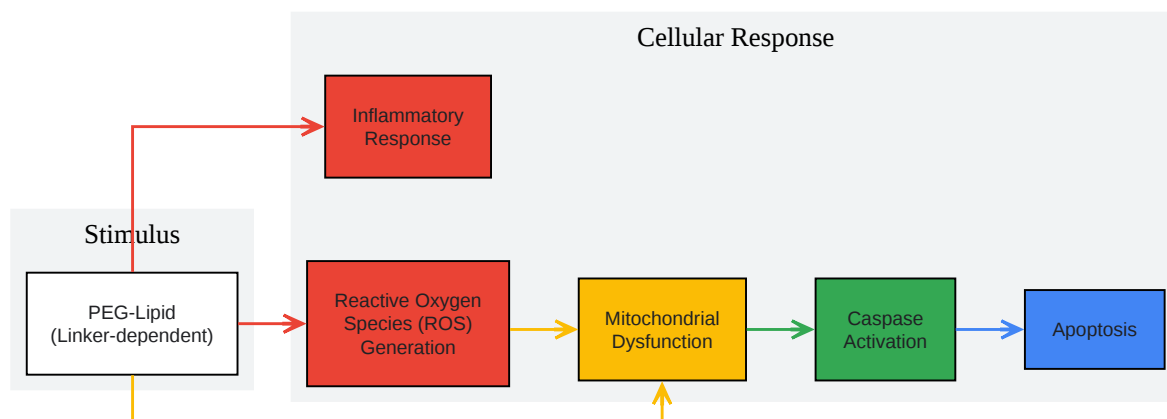 Cellular Response
Inflammatory
Response
Stimulus
PEG-Lipid
(Linker-dependent)
Reactive Oxygen
Species (ROS)
Generation
Mitochondrial
Dysfunction
Caspase
Activation
Apoptosis